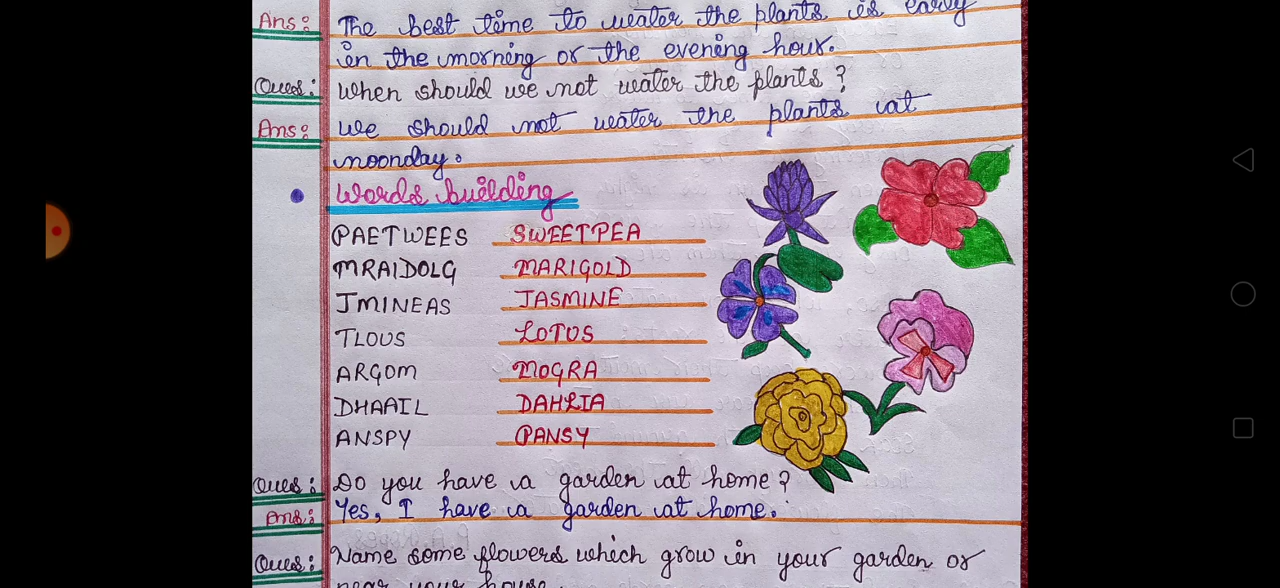 Ans: The best time to water the plants is early
in the morning or the evening hour.
Ques: When should we not water the plants?
Ans: We should not water the plants at
noonday.
Words building
PAETWEES SWEETPEA
MRAIDOLG MARIGOLD
JMINEAS JASMINE
TLOUS LOTUS
ARGOM MOGRA
DHAAIL DAHLIA
ANSPY PANSY
Ques: Do you have a garden at home?
Ans: Yes, I have a garden at home.
Ques: Name some flowers which grow in your garden or
near your house.